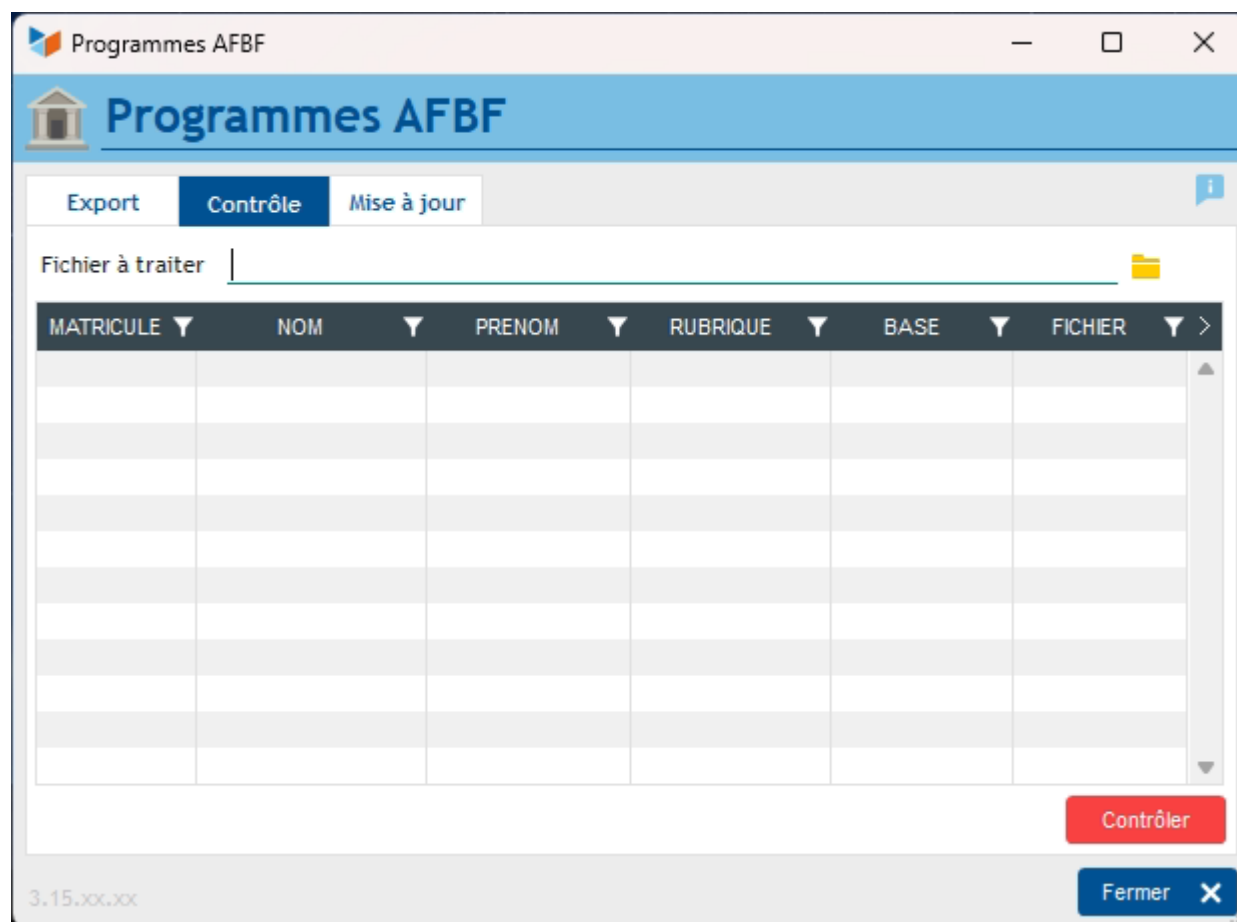 Programmes AFBF
Programmes AFBF
Export Contrôle Mise à jour
Fichier à traiter
MATRICULE NOM PRENOM RUBRIQUE BASE FICHIER
Contrôler
Fermer
3.15.xx.xx